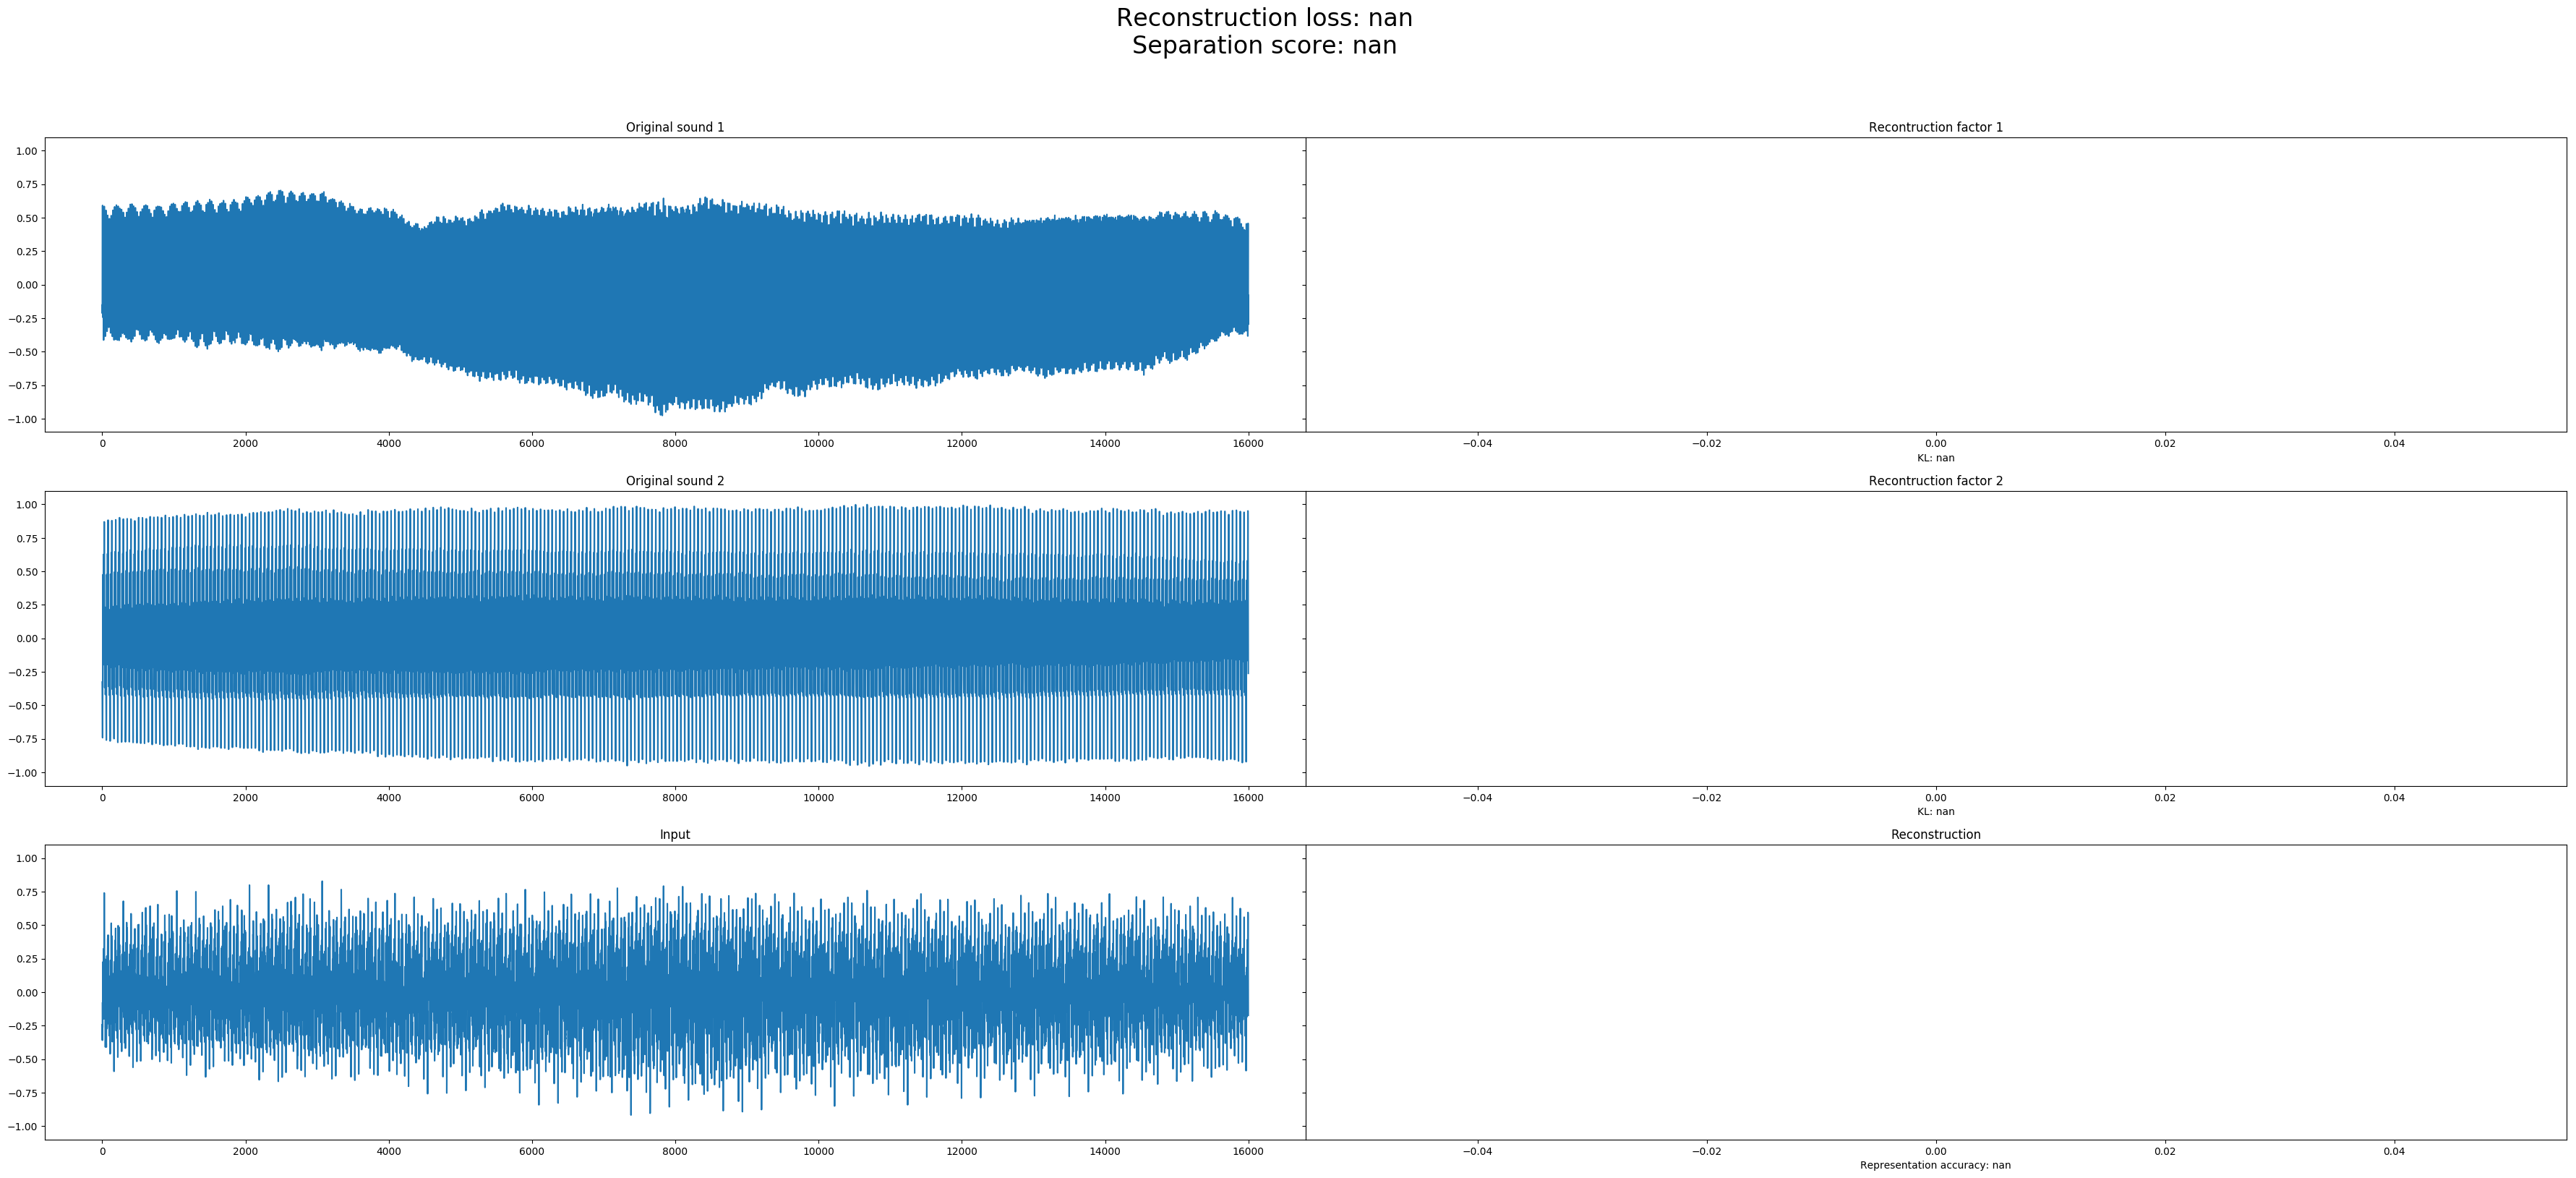 Reconstruction loss: nan
Separation score: nan
Original sound 1
Recontruction factor 1
1.00
0.75
0.50
0.25
0.00
−0.25
−0.50
−0.75
−1.00
0 2000 4000 6000 8000 10000 12000 14000 16000
−0.04 −0.02 0.00 0.02 0.04
KL: nan
Original sound 2
Recontruction factor 2
1.00
0.75
0.50
0.25
0.00
−0.25
−0.50
−0.75
−1.00
0 2000 4000 6000 8000 10000 12000 14000 16000
−0.04 −0.02 0.00 0.02 0.04
KL: nan
Input
Reconstruction
1.00
0.75
0.50
0.25
0.00
−0.25
−0.50
−0.75
−1.00
0 2000 4000 6000 8000 10000 12000 14000 16000
−0.04 −0.02 0.00 0.02 0.04
Representation accuracy: nan